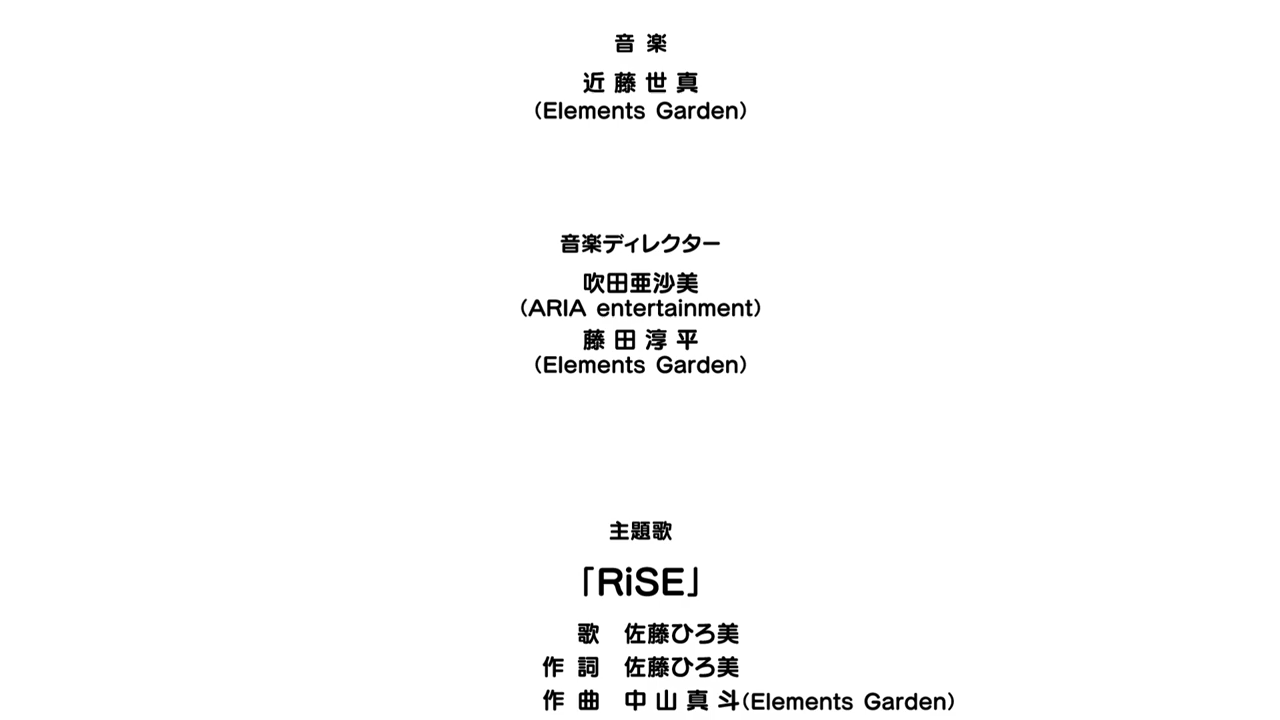 音楽
近藤世真
(Elements Garden)
音楽ディレクター
吹田亜沙美
(ARIA entertainment)
藤田淳平
(Elements Garden)
主題歌
「RiSE」
歌 佐藤ひろ美
作詞 佐藤ひろ美
作曲 中山真斗(Elements Garden)